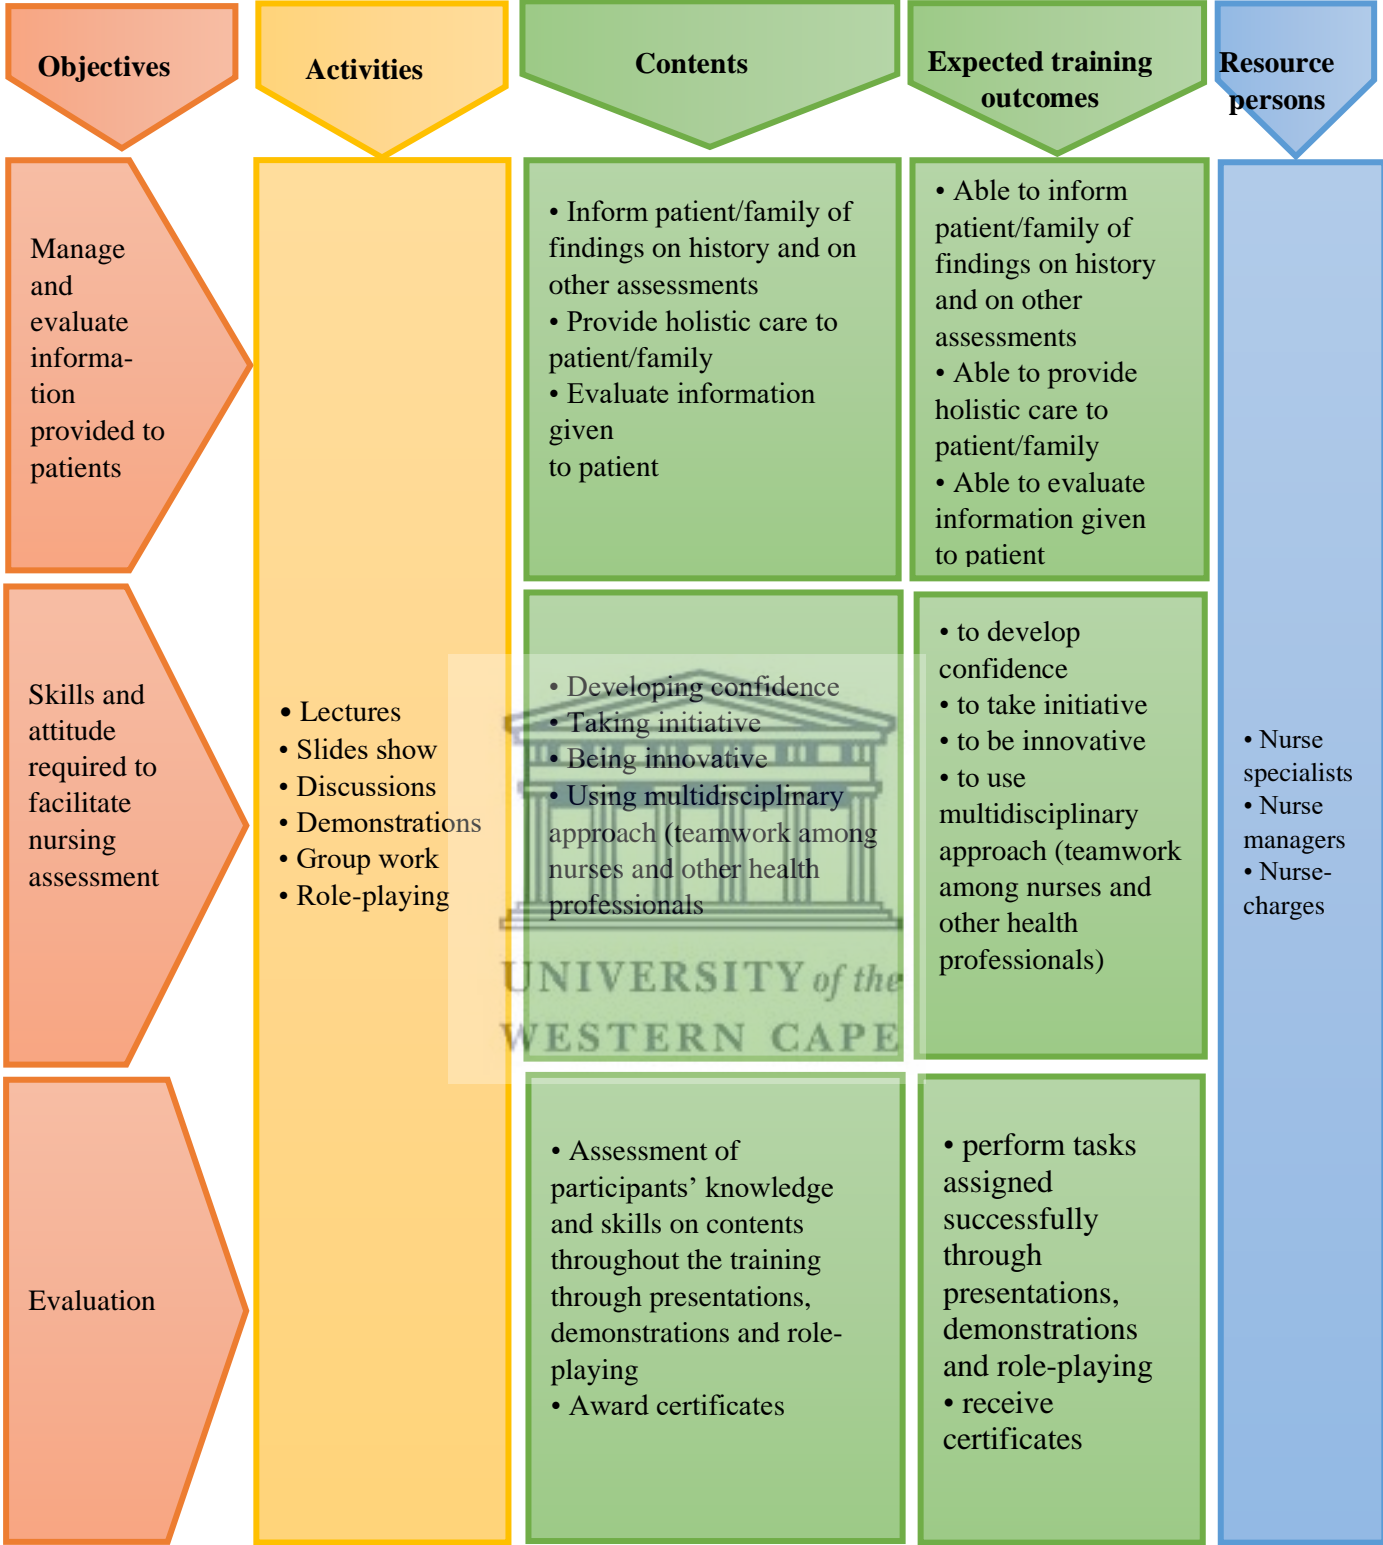 Objectives
Activities
Contents
Expected training
outcomes
Resource
persons
Manage
and
evaluate
informa-
tion
provided to
patients
• Inform patient/family of
findings on history and on
other assessments
• Provide holistic care to
patient/family
• Evaluate information
given
to patient
• Able to inform
patient/family of
findings on history
and on other
assessments
• Able to provide
holistic care to
patient/family
• Able to evaluate
information given
to patient
Skills and
attitude
required to
facilitate
nursing
assessment
• Lectures
• Slides show
• Discussions
• Demonstrations
• Group work
• Role-playing
• Developing confidence
• Taking initiative
• Being innovative
• Using multidisciplinary
approach (teamwork among
nurses and other health
professionals
• to develop
confidence
• to take initiative
• to be innovative
• to use
multidisciplinary
approach (teamwork
among nurses and
other health
professionals)
• Nurse
specialists
• Nurse
managers
• Nurse-
charges
UNIVERSITY of the
WESTERN CAPE
Evaluation
• Assessment of
participants’ knowledge
and skills on contents
throughout the training
through presentations,
demonstrations and role-
playing
• Award certificates
• perform tasks
assigned
successfully
through
presentations,
demonstrations
and role-playing
• receive
certificates